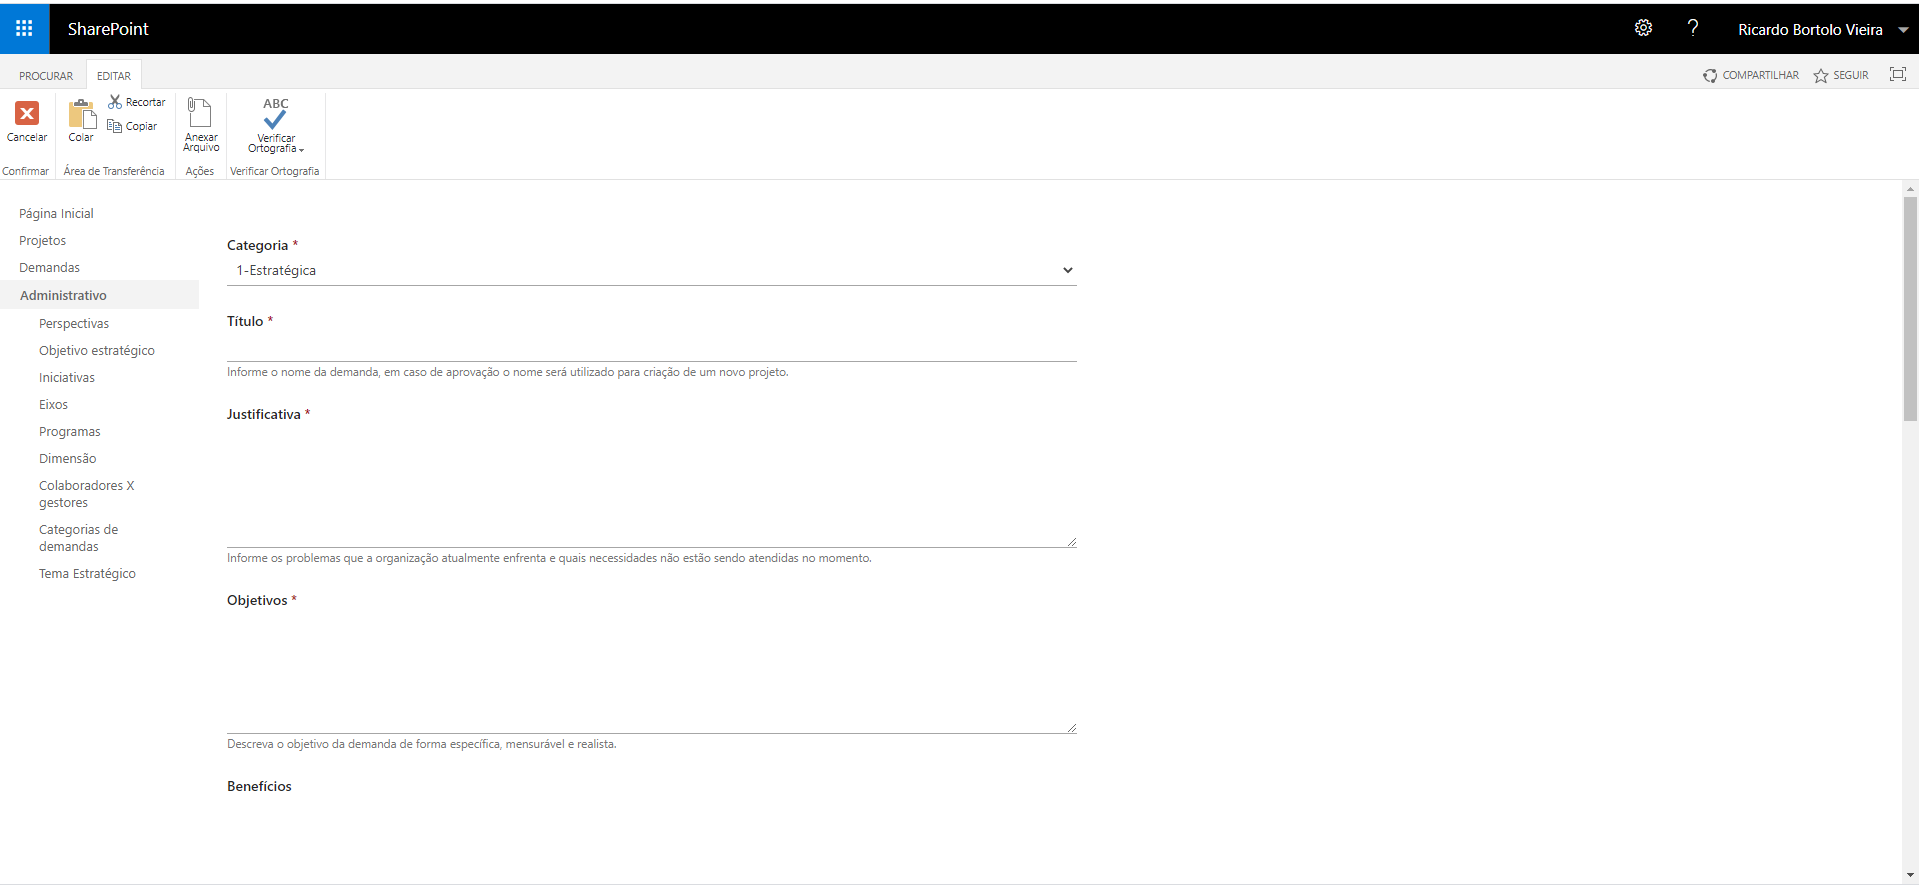 SharePoint
?
Ricardo Bortolo Vieira
PROCURAR
EDITAR
COMPARTILHAR
SEGUIR
Cancelar
Confirmar
Colar
Recortar
Copiar
Área de Transferência
Anexar
Arquivo
Ações
ABC
Verificar
Ortografia
Verificar Ortografia
Página Inicial
Projetos
Demandas
Administrativo
Perspectivas
Objetivo estratégico
Iniciativas
Eixos
Programas
Dimensão
Colaboradores X
gestores
Categorias de
demandas
Tema Estratégico
Categoria *
1-Estratégica
Título *
Informe o nome da demanda, em caso de aprovação o nome será utilizado para criação de um novo projeto.
Justificativa *
Informe os problemas que a organização atualmente enfrenta e quais necessidades não estão sendo atendidas no momento.
Objetivos *
Descreva o objetivo da demanda de forma específica, mensurável e realista.
Benefícios